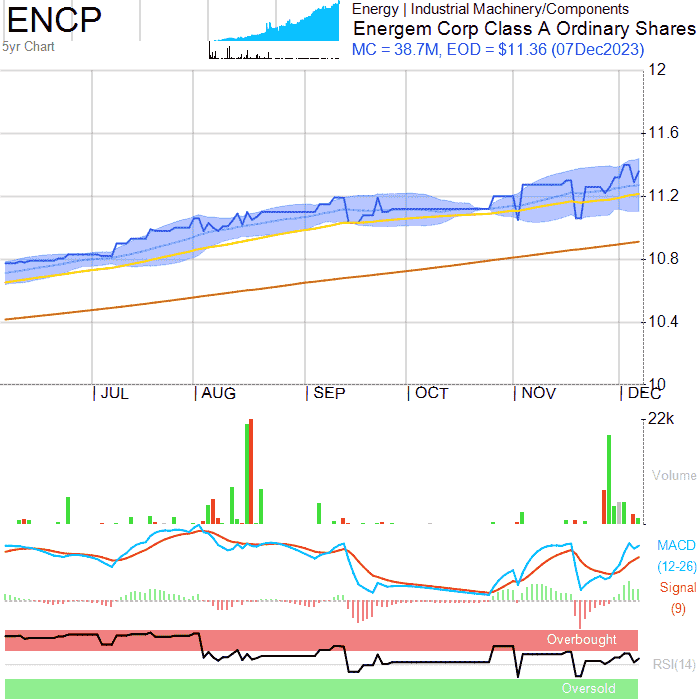 ENCP
5yr Chart
Energy | Industrial Machinery/Components
Energem Corp Class A Ordinary Shares
MC = 38.7M, EOD = $11.36 (07Dec2023)
12
11.6
11.2
10.8
10.4
10
JUL AUG SEP OCT NOV DEC
22k
Volume
MACD
(12-26)
Signal
(9)
Overbought
RSI(14)
Oversold